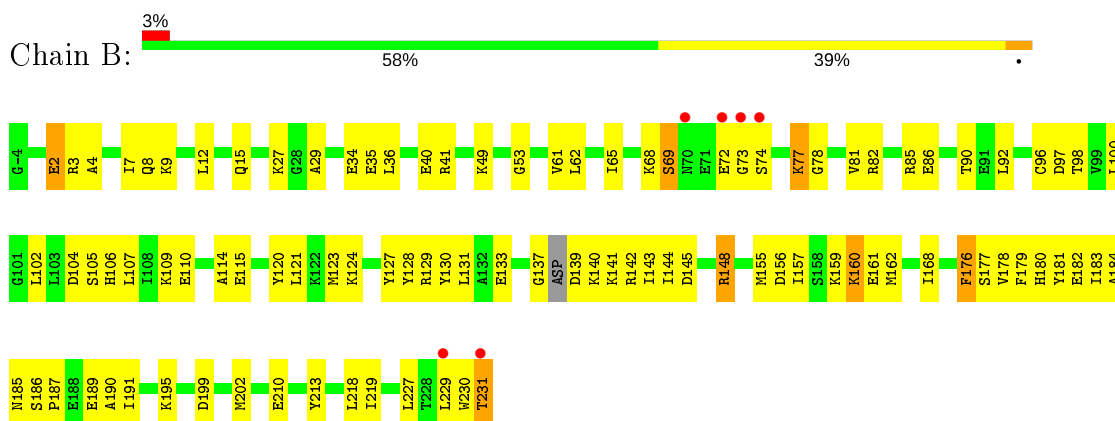 3%
Chain B:
58% 39% •
G-4 E2 R3 A4 I7 Q8 K9 L12 Q15 K27 G28 A29 E34 E35 L36 E40 R41 K49 G53 V61 L62 I65 K68 S69 N70 E71 E72 G73 S74 K77 G78 V81 R82 R85 E86 T90 E91 L92 C96 D97 T98 V99 L100
G101 L102 L103 D104 S105 H106 L107 I108 K109 E110 A114 E115 Y120 L121 K122 M123 K124 Y127 Y128 R129 Y130 L131 A132 E133 G137 ASP D139 K140 K141 R142 I143 I144 D145 R148 M155 D156 I157 S158 K159 K160 E161 M162 I168 F176 S177 V178 F179 H180 Y181 E182 I183 A184
N185 S186 P187 E188 E189 A190 I191 K195 D199 M202 E210 Y213 L218 I219 L227 T228 L229 W230 T231